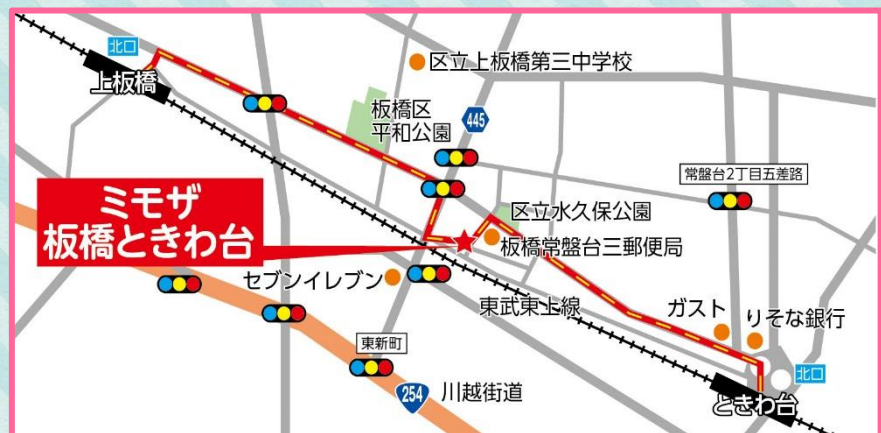 北口
上板橋
区立上板橋第三中学校
板橋区
平和公園
445
常盤台2丁目五差路
ミモザ
板橋ときわ台
区立水久保公園
板橋常盤台三郵便局
セブンイレブン
東武東上線
ガスト
りそな銀行
東新町
北口
254
川越街道
ときわ台